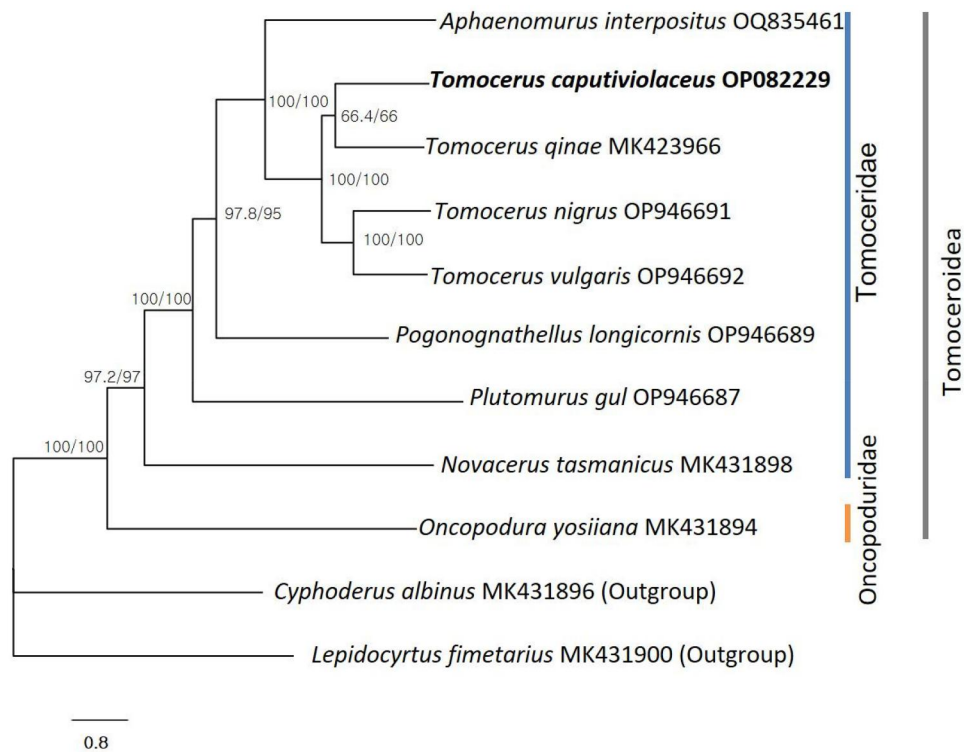 Aphaenomurus interpositus OQ835461
Tomocerus caputiviolaceus OP082229
100/100
66.4/66
Tomocerus qinae MK423966
100/100
Tomocerus nigrus OP946691
97.8/95
100/100
Tomocerus vulgaris OP946692
100/100
Pogonognathellus longicornis OP946689
97.2/97
Plutomurus gul OP946687
100/100
Novacerus tasmanicus MK431898
Oncopodura yosiiana MK431894
Cyphoderus albinus MK431896 (Outgroup)
Lepidocyrtus fimetarius MK431900 (Outgroup)
0.8
Tomoceridae
Oncopoduridae
Tomoceroidea